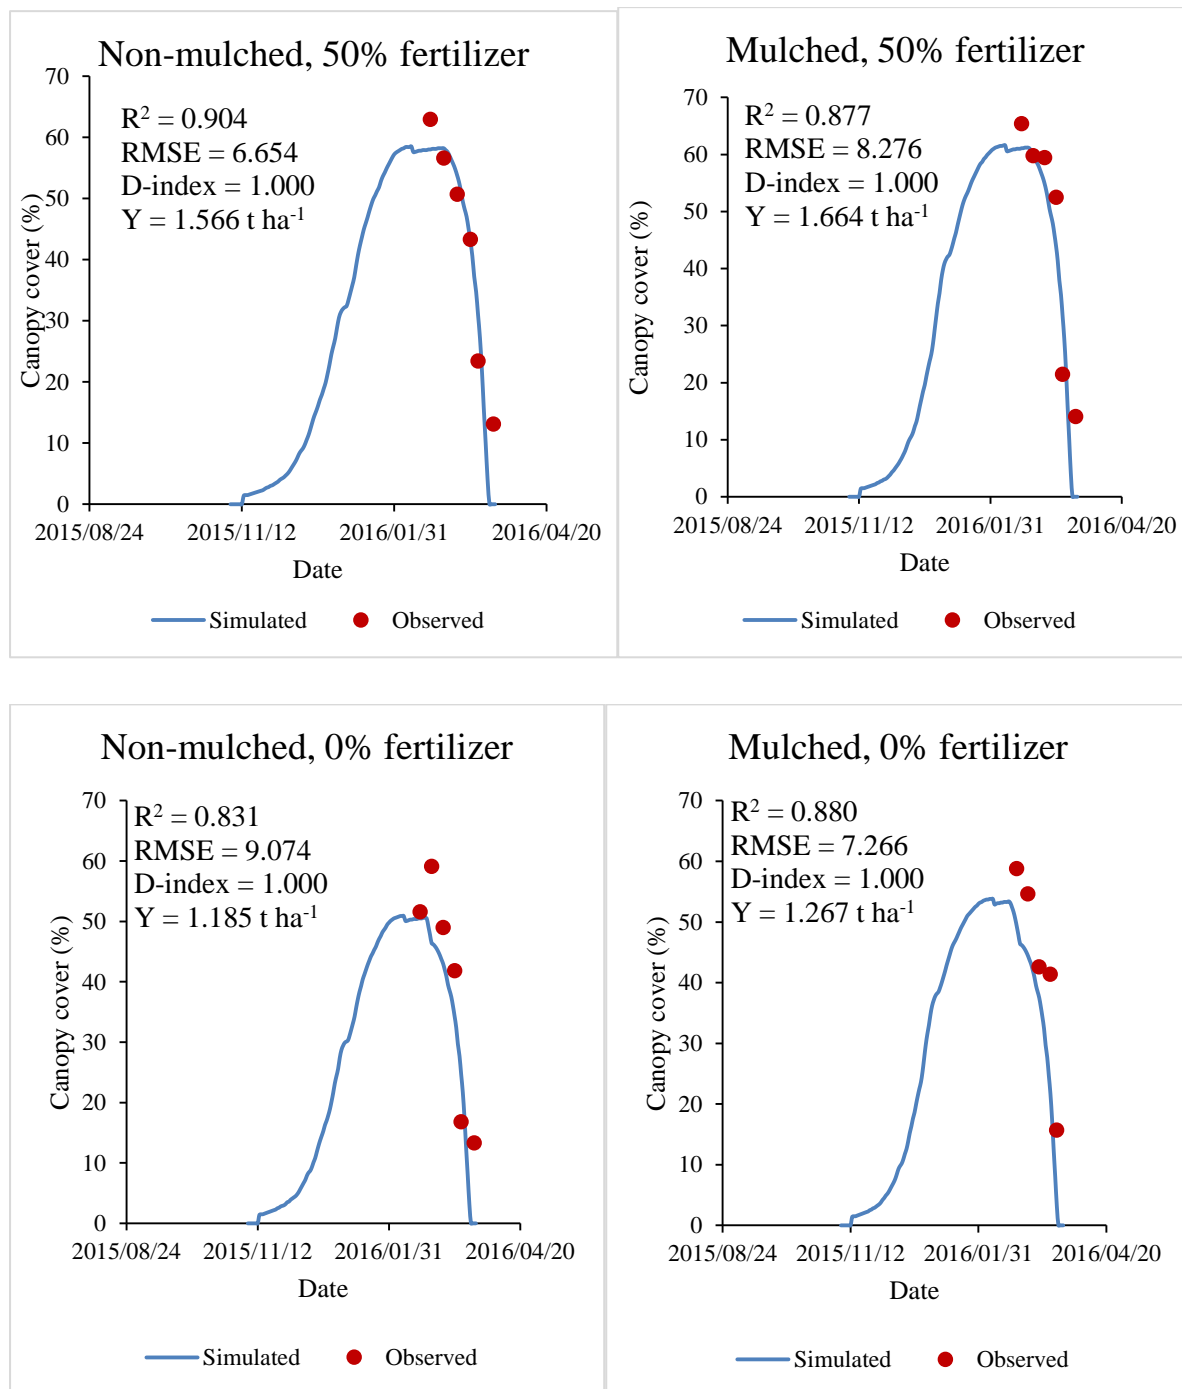 Non-mulched, 50% fertilizer
R² = 0.904
RMSE = 6.654
D-index = 1.000
Y = 1.566 t ha⁻¹
Canopy cover (%)
70
60
50
40
30
20
10
0
2015/08/24 2015/11/12 2016/01/31 2016/04/20
Date
Simulated Observed
Mulched, 50% fertilizer
R² = 0.877
RMSE = 8.276
D-index = 1.000
Y = 1.664 t ha⁻¹
Canopy cover (%)
70
60
50
40
30
20
10
0
2015/08/24 2015/11/12 2016/01/31 2016/04/20
Date
Simulated Observed
Non-mulched, 0% fertilizer
R² = 0.831
RMSE = 9.074
D-index = 1.000
Y = 1.185 t ha⁻¹
Canopy cover (%)
70
60
50
40
30
20
10
0
2015/08/24 2015/11/12 2016/01/31 2016/04/20
Date
Simulated Observed
Mulched, 0% fertilizer
R² = 0.880
RMSE = 7.266
D-index = 1.000
Y = 1.267 t ha⁻¹
Canopy cover (%)
70
60
50
40
30
20
10
0
2015/08/24 2015/11/12 2016/01/31 2016/04/20
Date
Simulated Observed